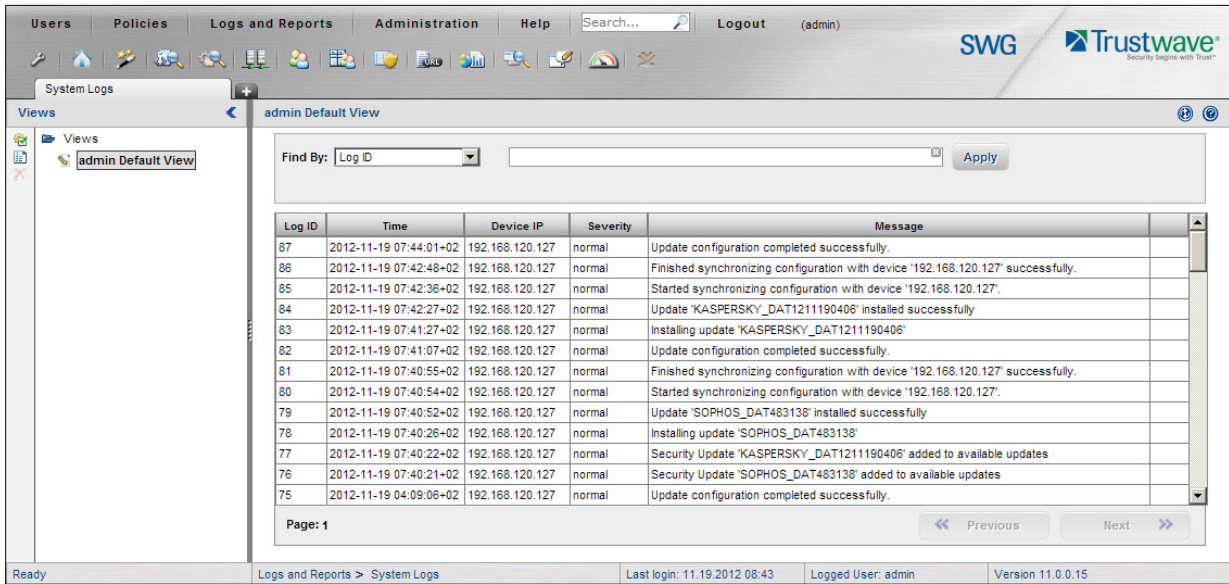 Users Policies Logs and Reports Administration Help Search... Logout (admin)
SWG Trustwave®
Security begins with Trust™
URL
System Logs
Views admin Default View
Views
admin Default View
Find By: Log ID Apply
Log ID Time Device IP Severity Message
87 2012-11-19 07:44:01+02 192.168.120.127 normal Update configuration completed successfully.
86 2012-11-19 07:42:48+02 192.168.120.127 normal Finished synchronizing configuration with device '192.168.120.127' successfully.
85 2012-11-19 07:42:36+02 192.168.120.127 normal Started synchronizing configuration with device '192.168.120.127'.
84 2012-11-19 07:42:27+02 192.168.120.127 normal Update 'KASPERSKY_DAT1211190406' installed successfully
83 2012-11-19 07:41:27+02 192.168.120.127 normal Installing update 'KASPERSKY_DAT1211190406'
82 2012-11-19 07:41:07+02 192.168.120.127 normal Update configuration completed successfully.
81 2012-11-19 07:40:55+02 192.168.120.127 normal Finished synchronizing configuration with device '192.168.120.127' successfully.
80 2012-11-19 07:40:54+02 192.168.120.127 normal Started synchronizing configuration with device '192.168.120.127'.
79 2012-11-19 07:40:52+02 192.168.120.127 normal Update 'SOPHOS_DAT483138' installed successfully
78 2012-11-19 07:40:26+02 192.168.120.127 normal Installing update 'SOPHOS_DAT483138'
77 2012-11-19 07:40:22+02 192.168.120.127 normal Security Update 'KASPERSKY_DAT1211190406' added to available updates
76 2012-11-19 07:40:21+02 192.168.120.127 normal Security Update 'SOPHOS_DAT483138' added to available updates
75 2012-11-19 04:09:06+02 192.168.120.127 normal Update configuration completed successfully.
Page: 1 Previous Next
Ready Logs and Reports > System Logs Last login: 11.19.2012 08:43 Logged User: admin Version 11.0.0.15